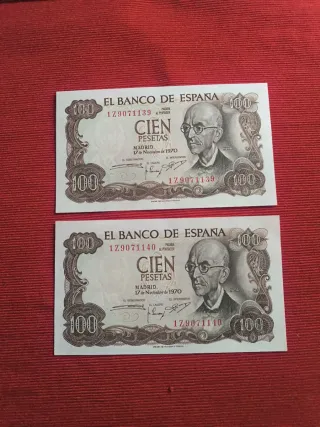 100 EL BANCO DE ESPAÑA 100
1Z9071139
CIEN
PESETAS
MADRID
17 de Noviembre de 1970
1Z9071139
100 100
EL BANCO DE ESPAÑA
1Z9071140
CIEN
PESETAS
100
MADRID
17 de Noviembre de 1970
1Z9071140
100 100